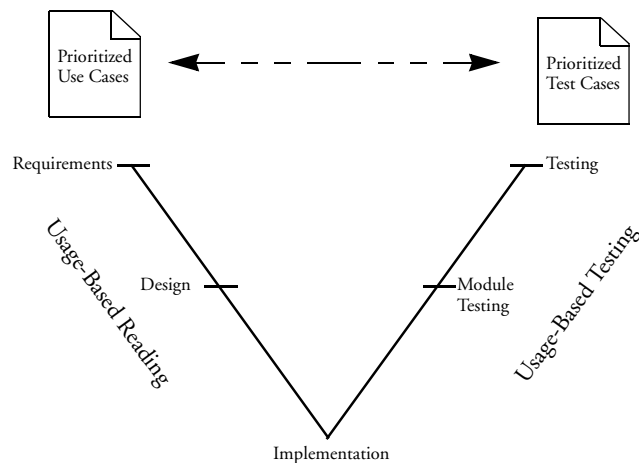 Prioritized
Use Cases
Prioritized
Test Cases
Requirements
Testing
Usage-Based Reading
Usage-Based Testing
Design
Module
Testing
Implementation